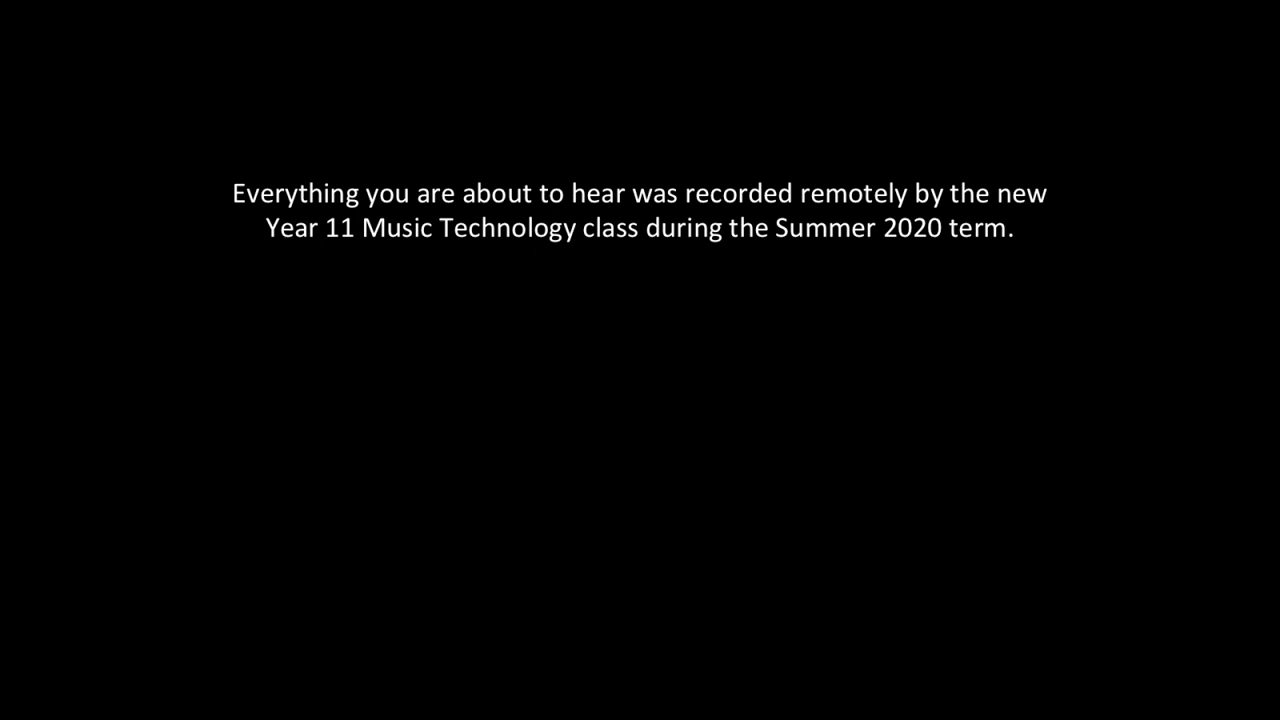 Everything you are about to hear was recorded remotely by the new
Year 11 Music Technology class during the Summer 2020 term.